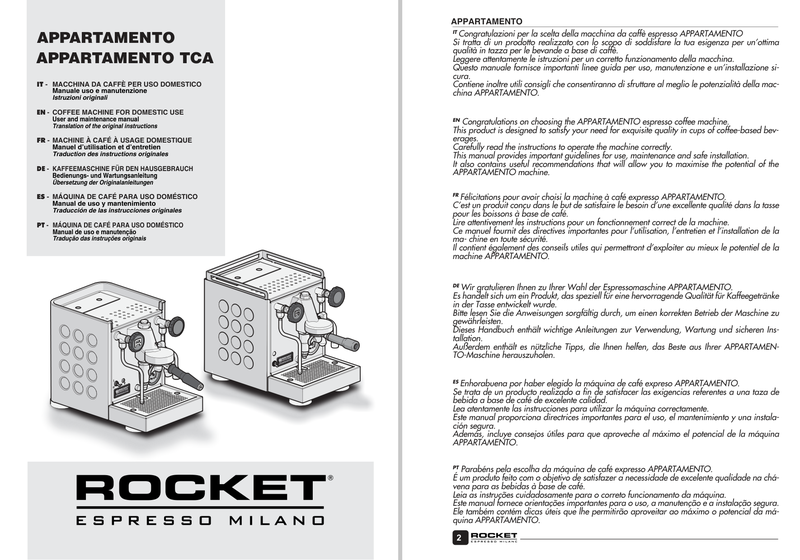 APPARTAMENTO
APPARTAMENTO TCA
IT - MACCHINA DA CAFFÈ PER USO DOMESTICO
Manuale uso e manutenzione
Istruzioni originali
EN - COFFEE MACHINE FOR DOMESTIC USE
User and maintenance manual
Translation of the original instructions
FR - MACHINE À CAFÉ À USAGE DOMESTIQUE
Manuel d'utilisation et d'entretien
Traduction des instructions originales
DE - KAFFEEMASCHINE FÜR DEN HAUSGEBRAUCH
Bedienungs- und Wartungsanleitung
Übersetzung der Originalanleitungen
ES - MÁQUINA DE CAFÉ PARA USO DOMÉSTICO
Manual de uso y mantenimiento
Traducción de las instrucciones originales
PT - MÁQUINA DE CAFÉ PARA USO DOMÉSTICO
Manual de uso e manutenção
Tradução das instruções originais
ROCKET®
ESPRESSO MILANO
APPARTAMENTO
IT Congratulazioni per la scelta della macchina da caffè espresso APPARTAMENTO
Si tratta di un prodotto realizzato con lo scopo di soddisfare la tua esigenza per un'ottima
qualità in tazza per le bevande a base di caffè.
Leggere attentamente le istruzioni per un corretto funzionamento della macchina.
Questo manuale fornisce importanti linee guida per uso, manutenzione e un'installazione si-
cura.
Contiene inoltre utili consigli che consentiranno di sfruttare al meglio le potenzialità della mac-
china APPARTAMENTO.
EN Congratulations on choosing the APPARTAMENTO espresso coffee machine.
This product is designed to satisfy your need for exquisite quality in cups of coffee-based bev-
erages.
Carefully read the instructions to operate the machine correctly.
This manual provides important guidelines for use, maintenance and safe installation.
It also contains useful recommendations that will allow you to maximise the potential of the
APPARTAMENTO machine.
FR Félicitations pour avoir choisi la machine à café expresso APPARTAMENTO.
C'est un produit conçu dans le but de satisfaire le besoin d'une excellente qualité dans la tasse
pour les boissons à base de café.
Lire attentivement les instructions pour un fonctionnement correct de la machine.
Ce manuel fournit des directives importantes pour l'utilisation, l'entretien et l'installation de la
ma- chine en toute sécurité.
Il contient également des conseils utiles qui permettront d'exploiter au mieux le potentiel de la
machine APPARTAMENTO.
DE Wir gratulieren Ihnen zu Ihrer Wahl der Espressomaschine APPARTAMENTO.
Es handelt sich um ein Produkt, das speziell für eine hervorragende Qualität für Kaffeegetränke
in der Tasse entwickelt wurde.
Bitte lesen Sie die Anweisungen sorgfältig durch, um einen korrekten Betrieb der Maschine zu
gewährleisten.
Dieses Handbuch enthält wichtige Anleitungen zur Verwendung, Wartung und sicheren Ins-
tallation.
Außerdem enthält es nützliche Tipps, die Ihnen helfen, das Beste aus Ihrer APPARTAMEN-
TO-Maschine herauszuholen.
ES Enhorabuena por haber elegido la máquina de café expreso APPARTAMENTO.
Se trata de un producto realizado a fin de satisfacer las exigencias referentes a una taza de
bebida a base de café de excelente calidad.
Lea atentamente las instrucciones para utilizar la máquina correctamente.
Este manual proporciona directrices importantes para el uso, el mantenimiento y una instala-
ción segura.
Además, incluye consejos útiles para que aproveche al máximo el potencial de la máquina
APPARTAMENTO.
PT Parabéns pela escolha da máquina de café expresso APPARTAMENTO.
É um produto feito com o objetivo de satisfazer a necessidade de excelente qualidade na chá-
vena para as bebidas à base de café.
Leia as instruções cuidadosamente para o correto funcionamento da máquina.
Este manual fornece orientações importantes para o uso, a manutenção e a instalação segura.
Ele também contém dicas úteis que lhe permitirão aproveitar ao máximo o potencial da má-
quina APPARTAMENTO.
2 ROCKET
ESPRESSO MILANO